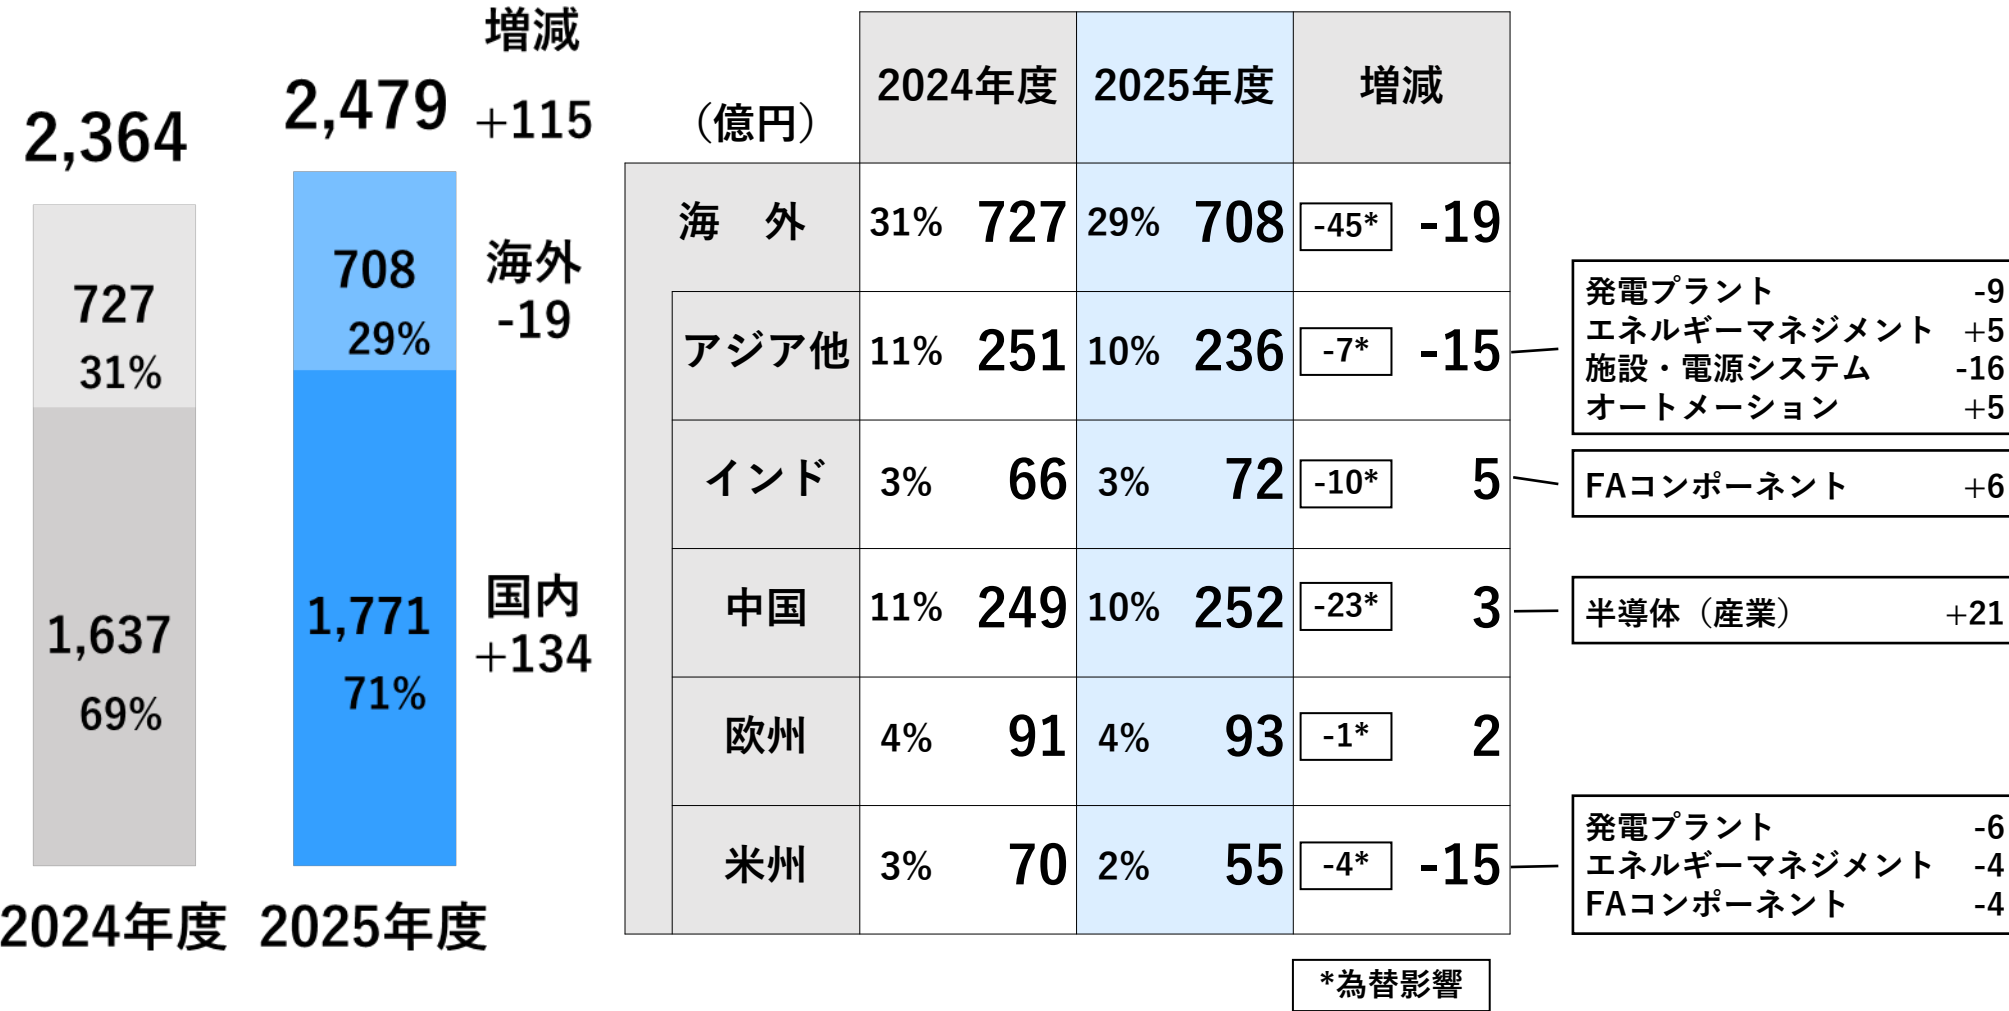 増減
2,364
2,479
+115
727
31%
708
29%
海外
-19
1,637
69%
1,771
71%
国内
+134
2024年度
2025年度
（億円）
2024年度 2025年度 増減
海　外 31% 727 29% 708 -45* -19
アジア他 11% 251 10% 236 -7* -15
インド 3% 66 3% 72 -10* 5
中国 11% 249 10% 252 -23* 3
欧州 4% 91 4% 93 -1* 2
米州 3% 70 2% 55 -4* -15
発電プラント -9
エネルギーマネジメント +5
施設・電源システム -16
オートメーション +5
FAコンポーネント +6
半導体（産業） +21
発電プラント -6
エネルギーマネジメント -4
FAコンポーネント -4
*為替影響